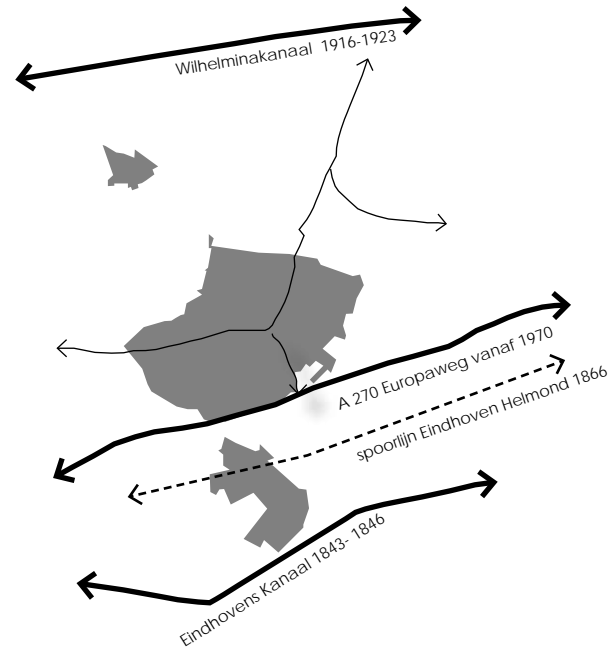 Wilhelminakanaal  1916-1923
A 270 Europaweg vanaf 1970
spoorlijn Eindhoven Helmond 1866
Eindhovens Kanaal 1843- 1846